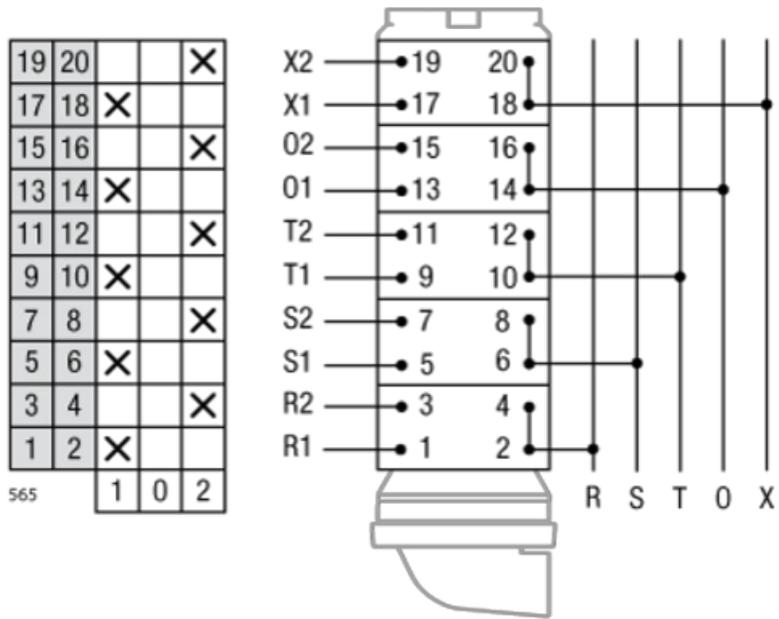 19 20 X2 19 20
17 18 X1 17 18
15 16 O2 15 16
13 14 O1 13 14
11 12 T2 11 12
9 10 T1 9 10
7 8 S2 7 8
5 6 S1 5 6
3 4 R2 3 4
1 2 R1 1 2
565 1 0 2 R S T O X